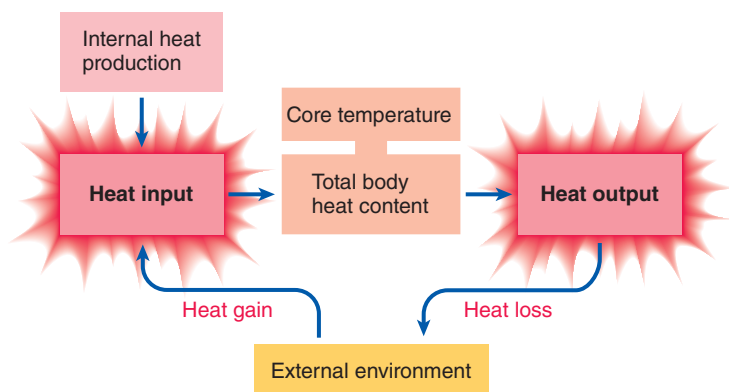 Internal heat
production
Core temperature
Heat input
Total body
heat content
Heat output
Heat gain
Heat loss
External environment